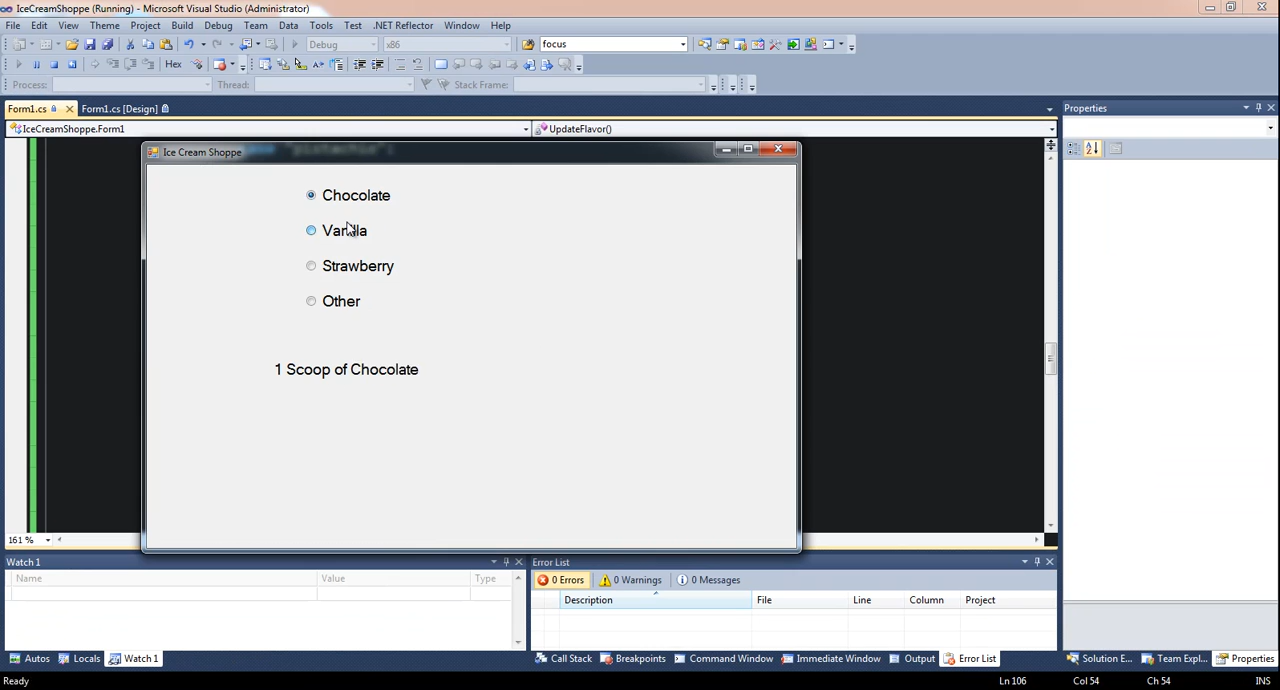 IceCreamShoppe (Running) - Microsoft Visual Studio (Administrator)
File Edit View Project Build Debug Team Data Tools Test .NET Reflector Window Help
Debug x86 focus
Hex
Process: Thread: Stack Frame:
Form1.cs Form1.cs [Design] Properties
IceCreamShoppe.Form1 UpdateFlavor()
"pistachio";
Ice Cream Shoppe
Chocolate
Vanilla
Strawberry
Other
1 Scoop of Chocolate
161 %
Watch 1 Error List
Name Value Type 0 Errors 0 Warnings 0 Messages
Description File Line Column Project
Autos Locals Watch 1 Call Stack Breakpoints Command Window Immediate Window Output Error List Solution E... Team Expl... Properties
Ready Ln 106 Col 54 Ch 54 INS